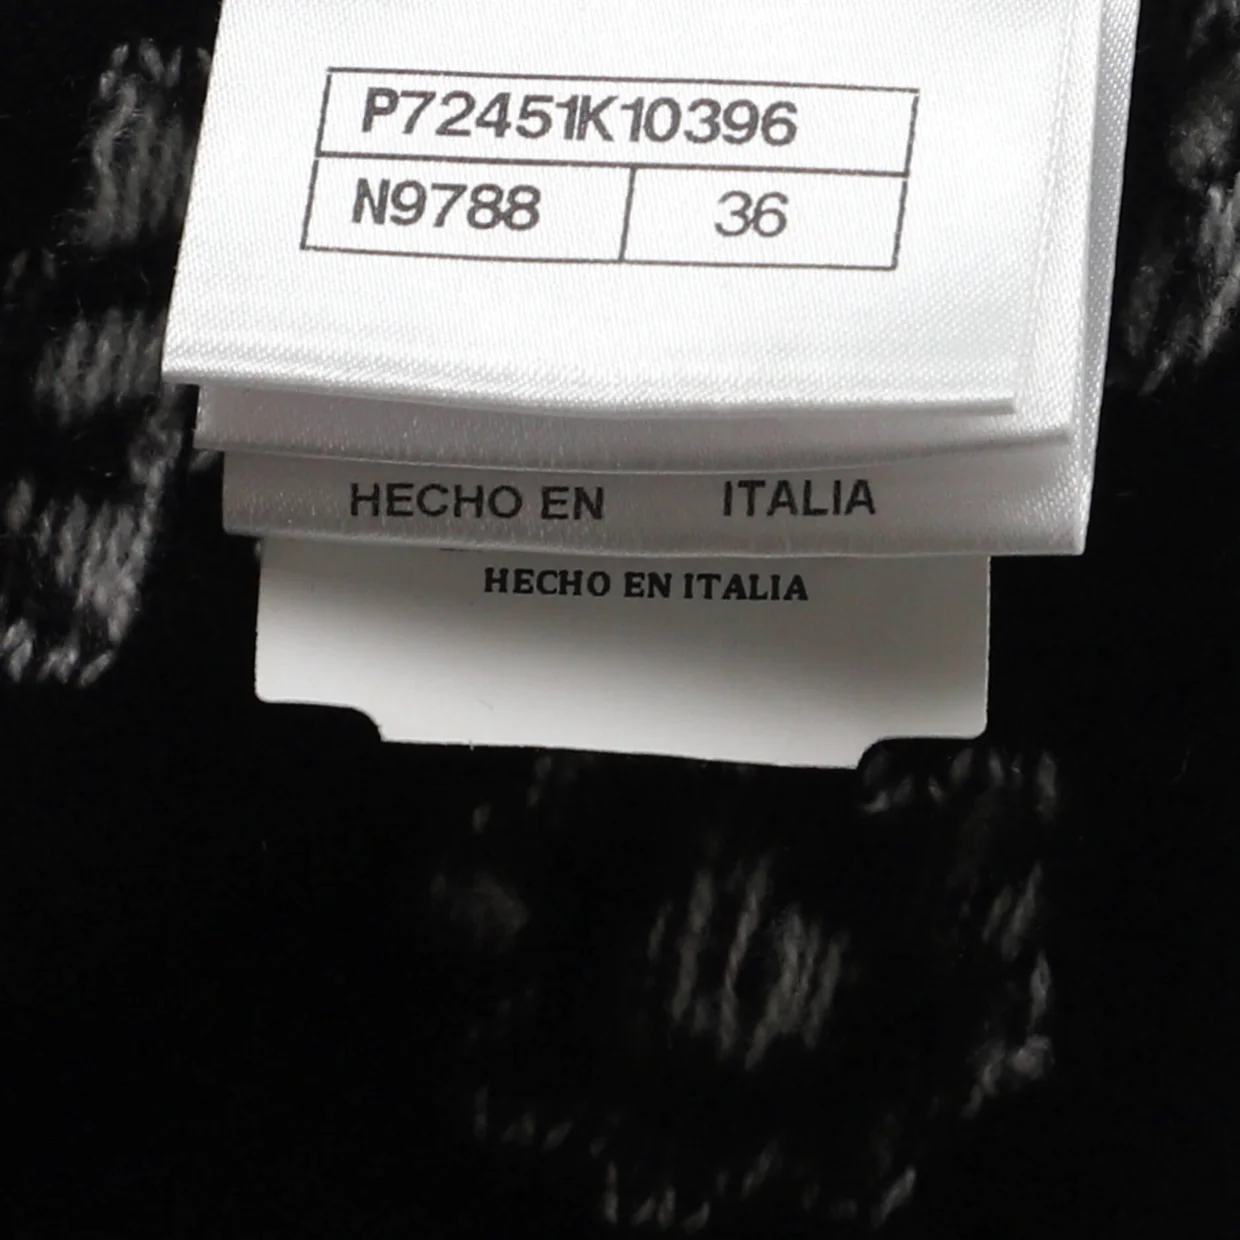 P72451K10396
N9788 36
HECHO EN ITALIA
HECHO EN ITALIA